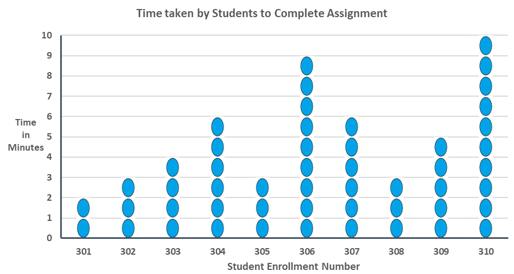 Time taken by Students to Complete Assignment
10
9
8
7
6
5
4
3
2
1
0
Time
in
Minutes
301 302 303 304 305 306 307 308 309 310
Student Enrollment Number